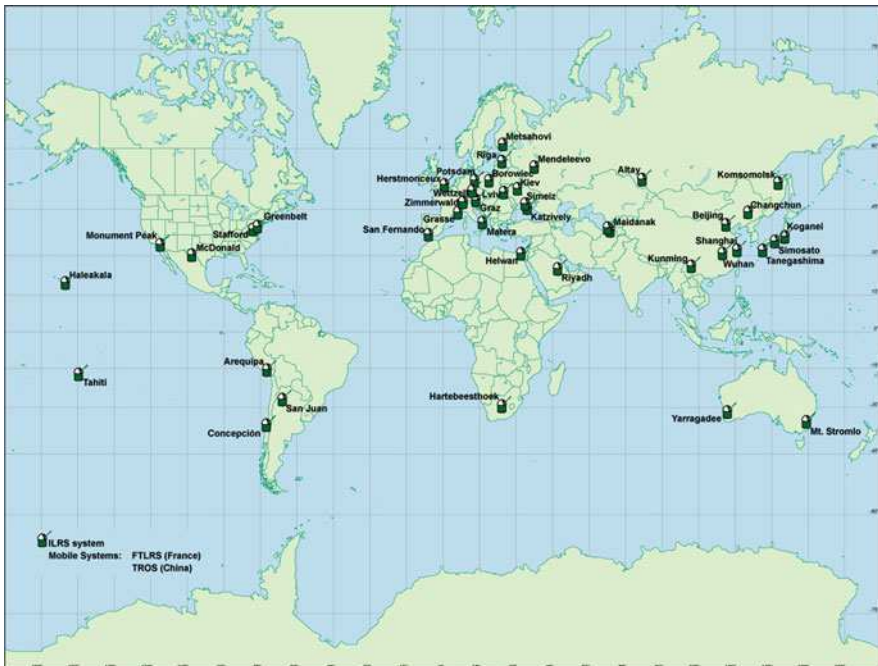 Metsahovi
Riga
Mendeleevo
Potsdam
Borowiec
Altay
Komsomolsk
Herstmonceux
Kiev
Wettzell
Lviv
Simeiz
Zimmerwald
Graz
Changchun
Greenbelt
Grasse
Katzively
Maidanak
Beijing
Stafford
San Fernando
Matera
Koganei
Monument Peak
McDonald
Shanghai
Simosato
Helwan
Kunming
Wuhan
Tanegashima
Haleakala
Riyadh
Arequipa
Tahiti
San Juan
Hartebeesthoek
Yarragadee
Concepción
Mt. Stromlo
ILRS system
Mobile Systems: FTLRS (France)
TROS (China)